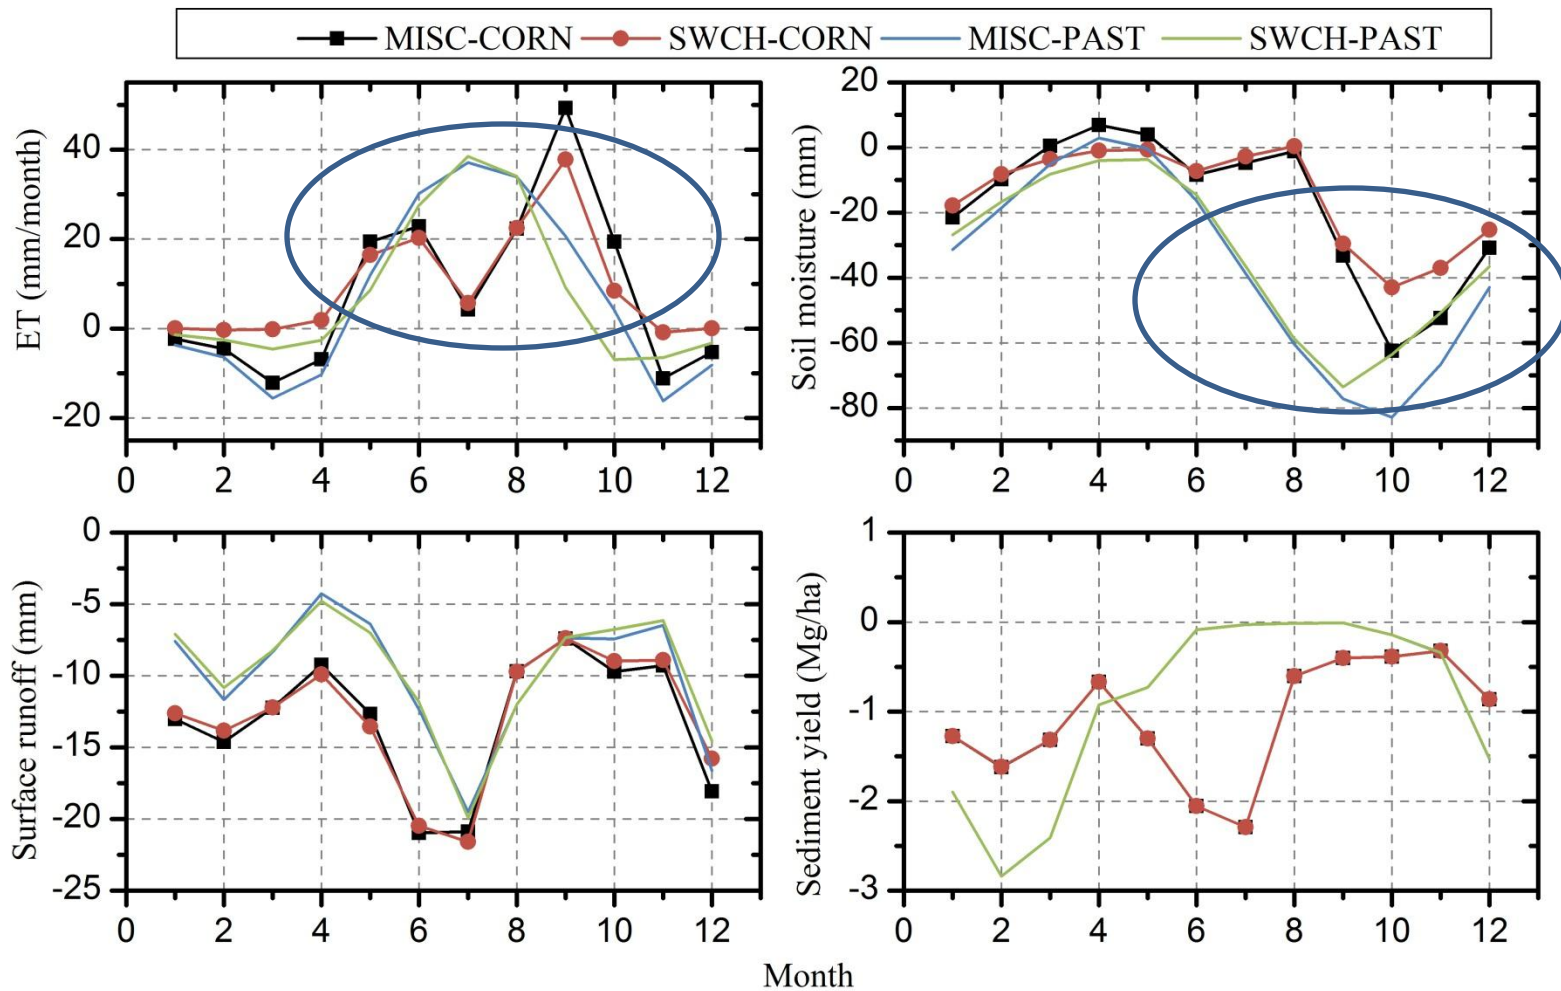 MISC-CORN SWCH-CORN MISC-PAST SWCH-PAST
ET (mm/month)
40
20
0
-20
0 2 4 6 8 10 12
Soil moisture (mm)
20
0
-20
-40
-60
-80
0 2 4 6 8 10 12
Surface runoff (mm)
0
-5
-10
-15
-20
-25
0 2 4 6 8 10 12
Sediment yield (Mg/ha)
1
0
-1
-2
-3
0 2 4 6 8 10 12
Month